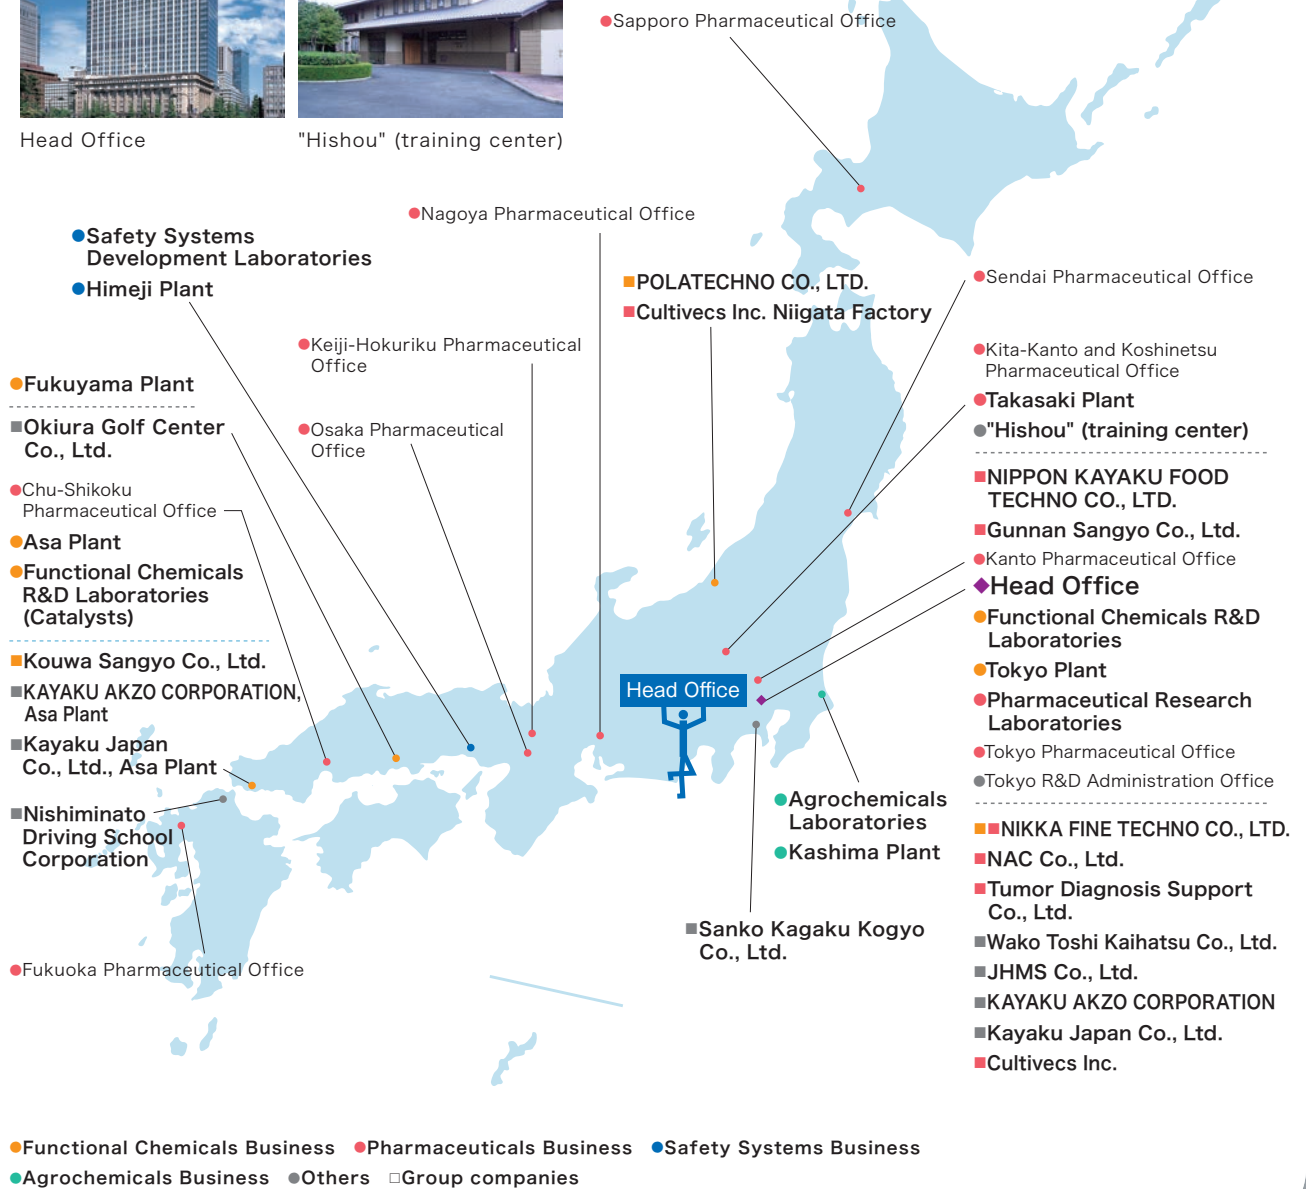 ●Sapporo Pharmaceutical Office
Head Office
"Hishou" (training center)
●Nagoya Pharmaceutical Office
●Safety Systems
Development Laboratories
●Himeji Plant
■POLATECHNO CO., LTD.
■Cultivecs Inc. Niigata Factory
●Sendai Pharmaceutical Office
●Keiji-Hokuriku Pharmaceutical
Office
●Kita-Kanto and Koshinetsu
Pharmaceutical Office
●Takasaki Plant
●"Hishou" (training center)
●Fukuyama Plant
■Okiura Golf Center
Co., Ltd.
●Osaka Pharmaceutical
Office
●Chu-Shikoku
Pharmaceutical Office
●Asa Plant
●Functional Chemicals
R&D Laboratories
(Catalysts)
■Kouwa Sangyo Co., Ltd.
■KAYAKU AKZO CORPORATION,
Asa Plant
■Kayaku Japan
Co., Ltd., Asa Plant
■Nishiminato
Driving School
Corporation
●Fukuoka Pharmaceutical Office
■NIPPON KAYAKU FOOD
TECHNO CO., LTD.
■Gunnan Sangyo Co., Ltd.
●Kanto Pharmaceutical Office
◆Head Office
●Functional Chemicals R&D
Laboratories
●Tokyo Plant
●Pharmaceutical Research
Laboratories
●Tokyo Pharmaceutical Office
●Tokyo R&D Administration Office
Head Office
●Agrochemicals
Laboratories
●Kashima Plant
■Sanko Kagaku Kogyo
Co., Ltd.
■■NIKKA FINE TECHNO CO., LTD.
■NAC Co., Ltd.
■Tumor Diagnosis Support
Co., Ltd.
■Wako Toshi Kaihatsu Co., Ltd.
■JHMS Co., Ltd.
■KAYAKU AKZO CORPORATION
■Kayaku Japan Co., Ltd.
■Cultivecs Inc.
●Functional Chemicals Business ●Pharmaceuticals Business ●Safety Systems Business
●Agrochemicals Business ●Others □Group companies